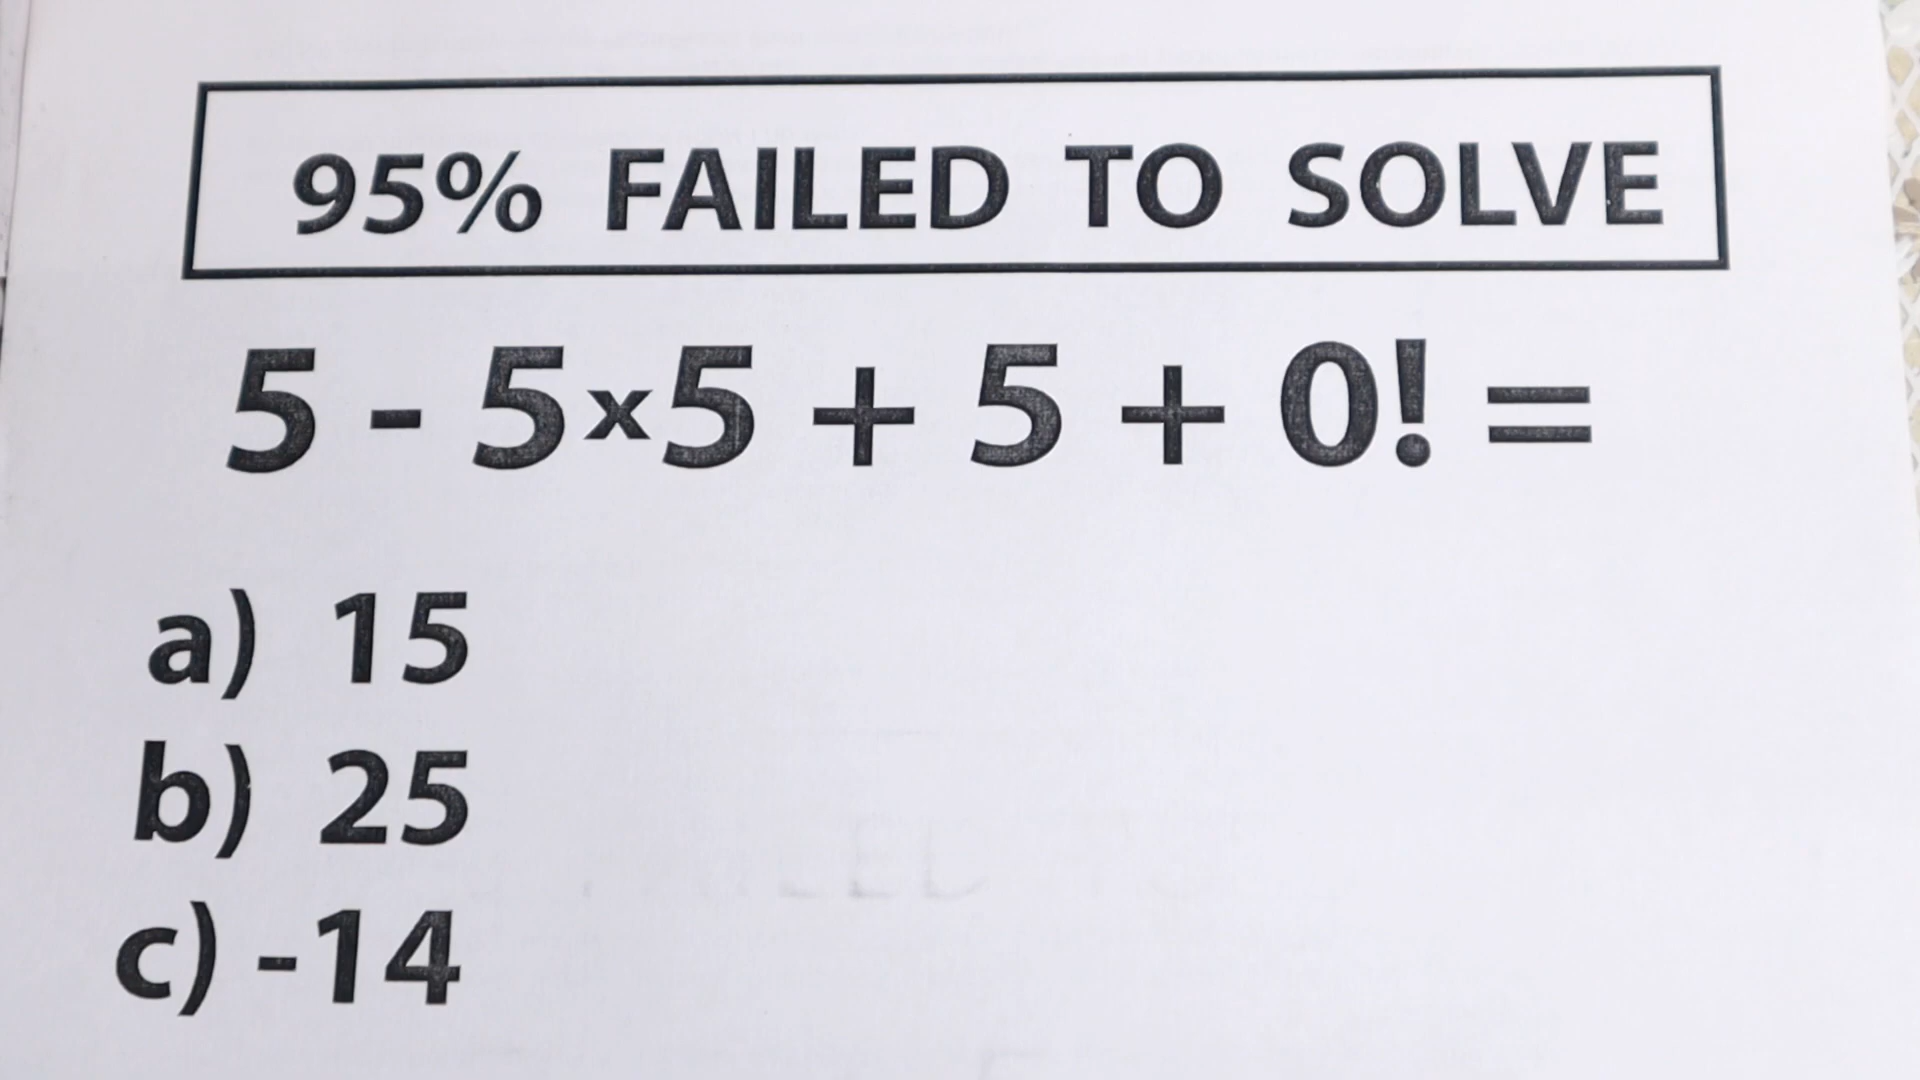 95% FAILED TO SOLVE
5 - 5×5 + 5 + 0! =
a) 15
b) 25
c) -14